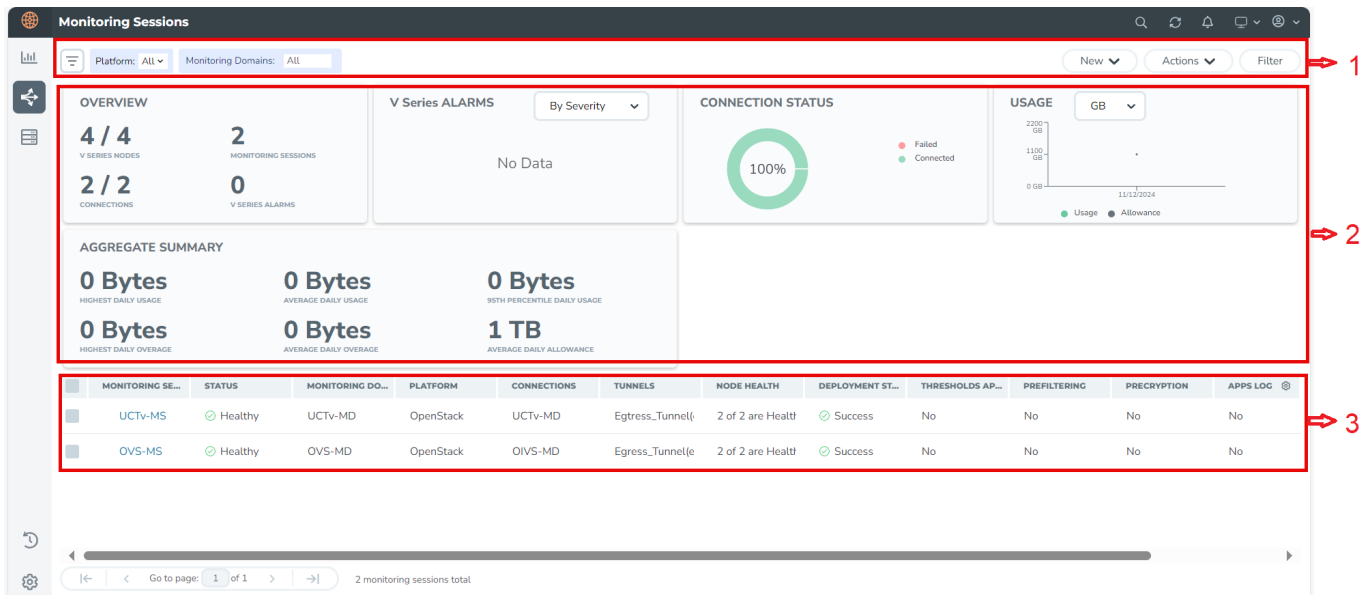 Monitoring Sessions
Platform: All Monitoring Domains: All New Actions Filter
1
OVERVIEW
4 / 4 2
V SERIES NODES MONITORING SESSIONS
2 / 2 0
CONNECTIONS V SERIES ALARMS
V Series ALARMS By Severity
No Data
CONNECTION STATUS
100%
Failed
Connected
USAGE GB
2200 GB
1100 GB
0 GB
11/12/2024
Usage Allowance
2
AGGREGATE SUMMARY
0 Bytes 0 Bytes 0 Bytes
HIGHEST DAILY USAGE AVERAGE DAILY USAGE 95TH PERCENTILE DAILY USAGE
0 Bytes 0 Bytes 1 TB
HIGHEST DAILY OVERAGE AVERAGE DAILY OVERAGE AVERAGE DAILY ALLOWANCE
MONITORING SE... STATUS MONITORING DO... PLATFORM CONNECTIONS TUNNELS NODE HEALTH DEPLOYMENT ST... THRESHOLDS AP... PREFILTERING PRECRYPTION APPS LOG
UCTv-MS Healthy UCTv-MD OpenStack UCTv-MD Egtress_Tunnel( 2 of 2 are Healt Success No No No No
3
OVS-MS Healthy OVS-MD OpenStack OIVS-MD Egress_Tunnel(e 2 of 2 are Healt Success No No No No
Go to page: 1 of 1 2 monitoring sessions total